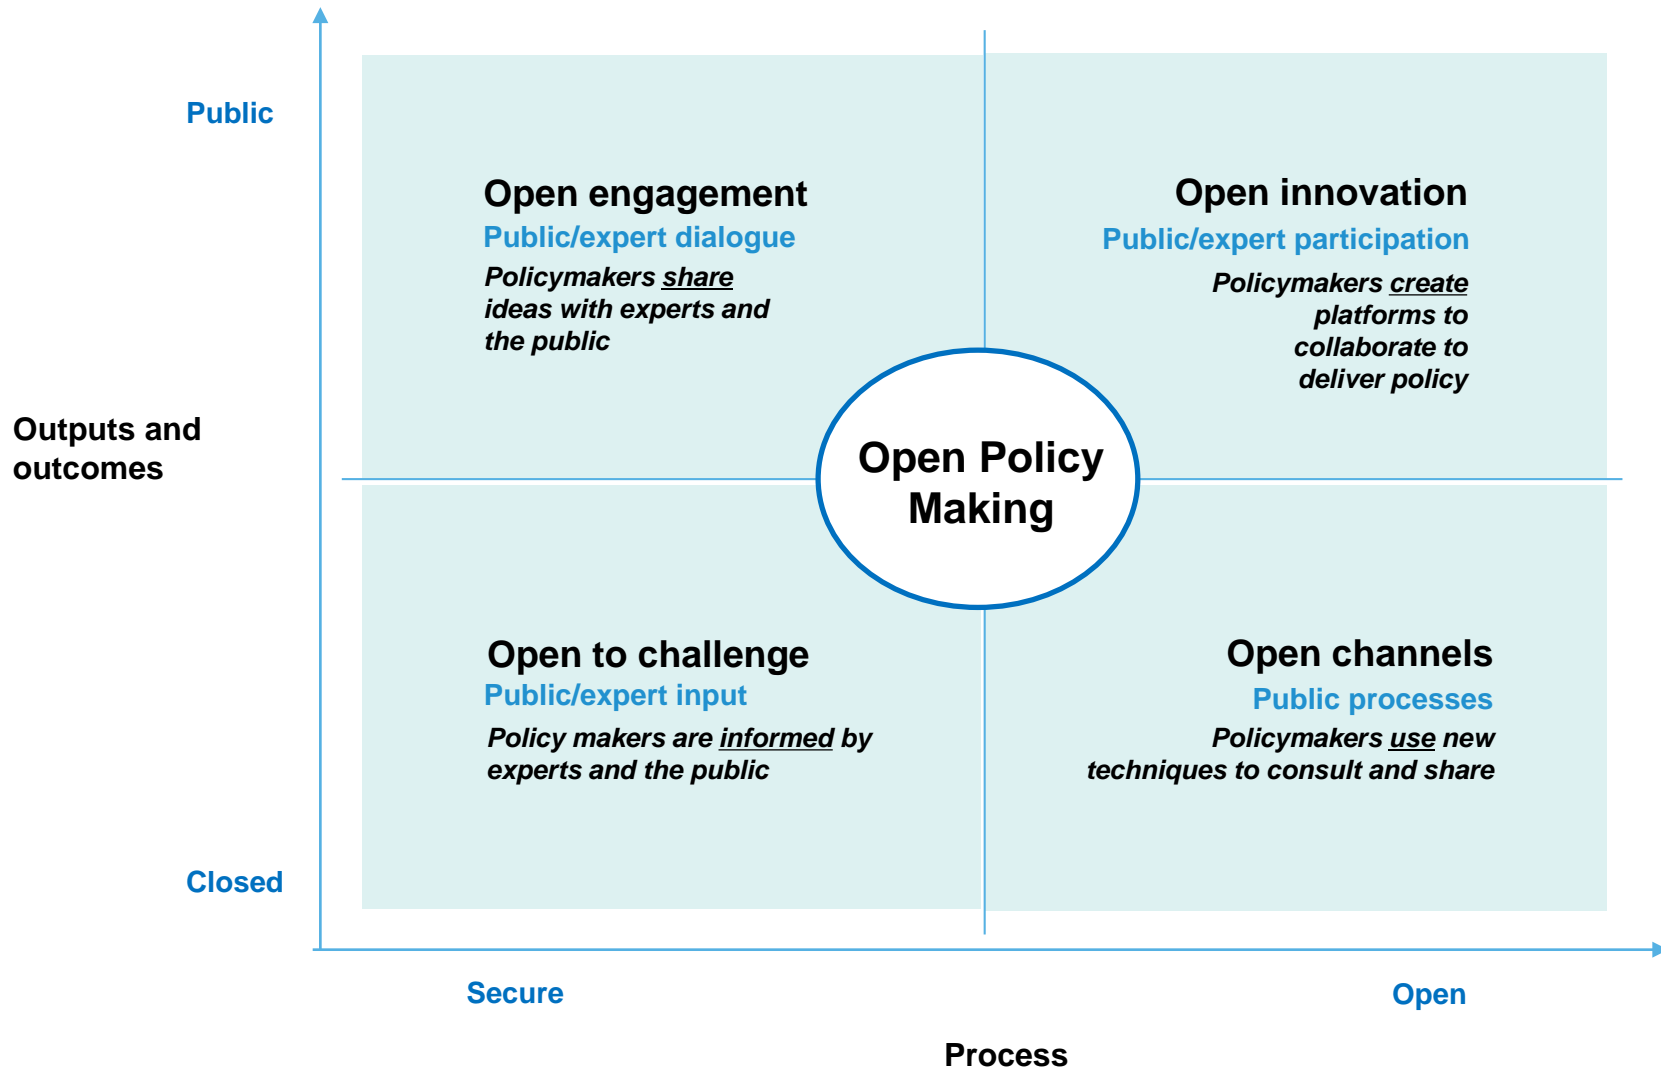 Public
Open engagement
Public/expert dialogue
Policymakers share
ideas with experts and
the public
Open innovation
Public/expert participation
Policymakers create
platforms to
collaborate to
deliver policy
Outputs and
outcomes
Open Policy
Making
Open to challenge
Public/expert input
Policy makers are informed by
experts and the public
Open channels
Public processes
Policymakers use new
techniques to consult and share
Closed
Secure
Open
Process